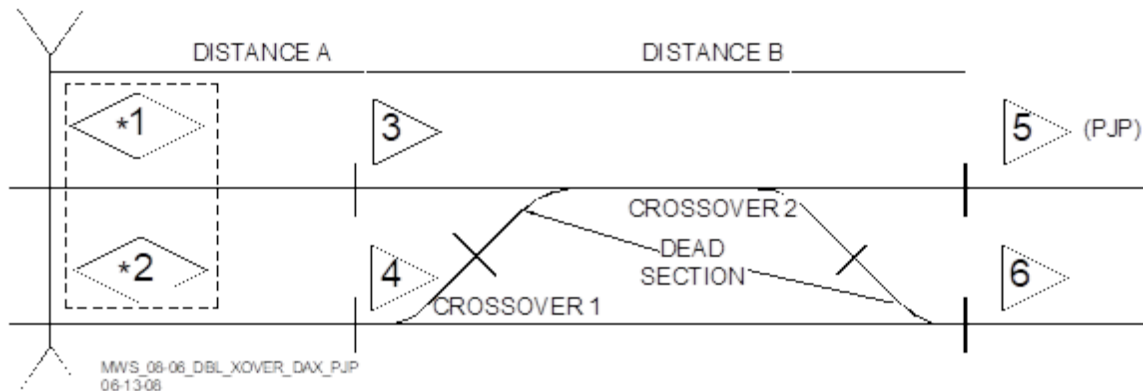 DISTANCE A
DISTANCE B
*1
3
5
(PJP)
CROSSOVER 2
*2
4
DEAD
SECTION
6
CROSSOVER 1
MWS_06-06_DBL_XOVER_DAX_PJP
06-13-08